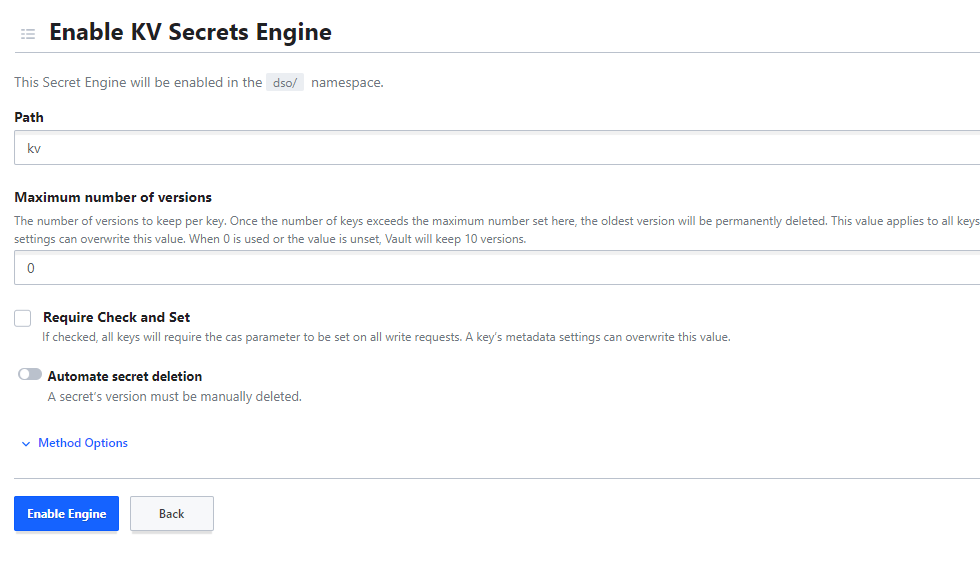 Enable KV Secrets Engine
This Secret Engine will be enabled in the dso/ namespace.
Path
kv
Maximum number of versions
The number of versions to keep per key. Once the number of keys exceeds the maximum number set here, the oldest version will be permanently deleted. This value applies to all keys
settings can overwrite this value. When 0 is used or the value is unset, Vault will keep 10 versions.
0
Require Check and Set
If checked, all keys will require the cas parameter to be set on all write requests. A key’s metadata settings can overwrite this value.
Automate secret deletion
A secret’s version must be manually deleted.
Method Options
Enable Engine
Back